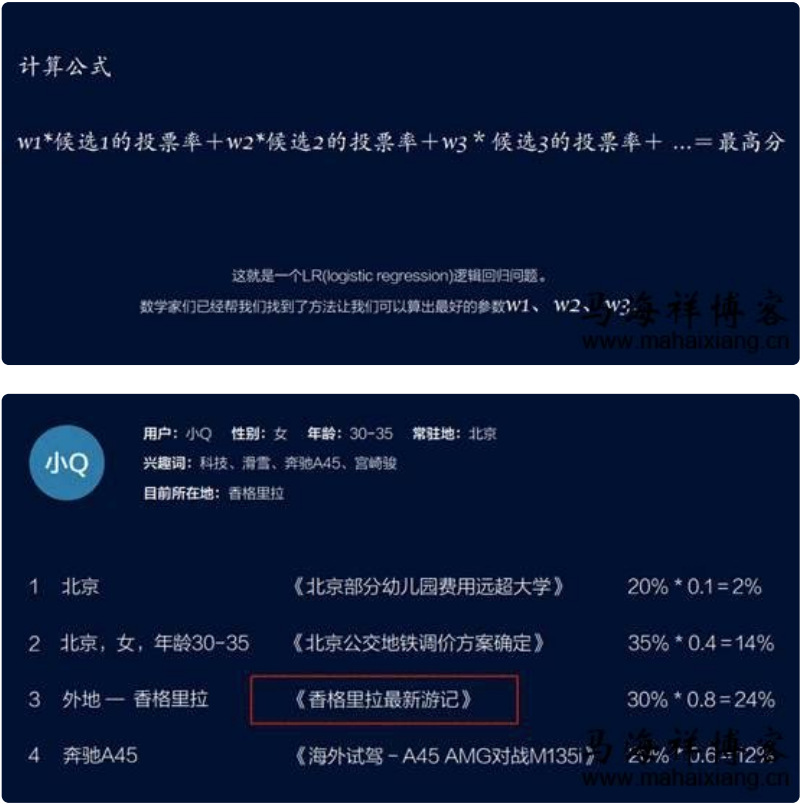 计算公式
w1*候选1的投票率+w2*候选2的投票率+w3*候选3的投票率+ ...=最高分
这就是一个LR(logistic regression)逻辑回归问题。
数学家们已经帮我们找到了方法让我们可以算出最好的参数w1、w2、w3
马海祥博客
www.mahaixiang.cn
小Q
用户：小Q 性别：女 年龄：30-35 常驻地：北京
兴趣词：科技、滑雪、奔驰A45、宫崎骏
目前所在地：香格里拉
1 北京 《北京部分幼儿园费用远超大学》 20% * 0.1=2%
2 北京，女，年龄30-35 《北京公交地铁调价方案确定》 35% * 0.4=14%
3 外地 — 香格里拉 《香格里拉最新游记》 30% * 0.8=24%
4 奔驰A45 《海外试驾-A45 AMG对战M135i》 20% * 0.6=12%
马海祥博客
www.mahaixiang.cn